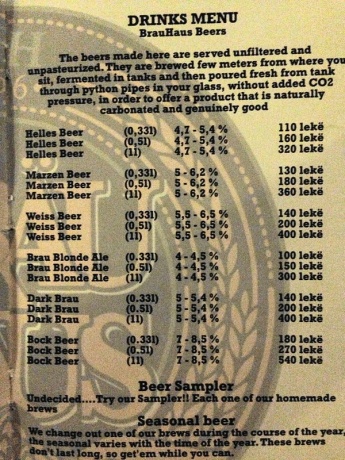 DRINKS MENU
BrauHaus Beers
The beers made here are served unfiltered and
unpasteurized. They are brewed few meters from where you
sit, fermented in tanks and then poured fresh from tank
through python pipes in your glass, without added CO2
pressure, in order to offer a product that is naturally
carbonated and genuinely good
Helles Beer (0,33l) 4,7 - 5,4 % 110 lekë
Helles Beer (0,5l) 4,7 - 5,4 % 160 lekë
Helles Beer (1l) 4,7 - 5,4 % 320 lekë
Marzen Beer (0,33l) 5 - 6,2 % 130 lekë
Marzen Beer (0,5l) 5 - 6,2 % 180 lekë
Marzen Beer (1l) 5 - 6,2 % 360 lekë
Weiss Beer (0,33l) 5,5 - 6,5 % 140 lekë
Weiss Beer (0,5l) 5,5 - 6,5 % 200 lekë
Weiss Beer (1l) 5,5 - 6,5 % 400 lekë
Brau Blonde Ale (0.33l) 4 - 4,5 % 100 lekë
Brau Blonde Ale (0.5l) 4 - 4,5 % 150 lekë
Brau Blonde Ale (1l) 4 - 4,5 % 300 lekë
Dark Brau (0.33l) 5 - 5,4 % 140 lekë
Dark Brau (0.5l) 5 - 5,4 % 200 lekë
Dark Brau (1l) 5 - 5,4 % 400 lekë
Bock Beer (0.33l) 7 - 8,5 % 180 lekë
Bock Beer (0.5l) 7 - 8,5 % 270 lekë
Bock Beer (1l) 7 - 8,5 % 540 lekë
Beer Sampler
Undecided....Try our Sampler!! Each one of our homemade
brews
Seasonal beer
We change out one of our brews during the course of the year,
the seasonal varies with the time of the year. These brews
don't last long, so get'em while you can.